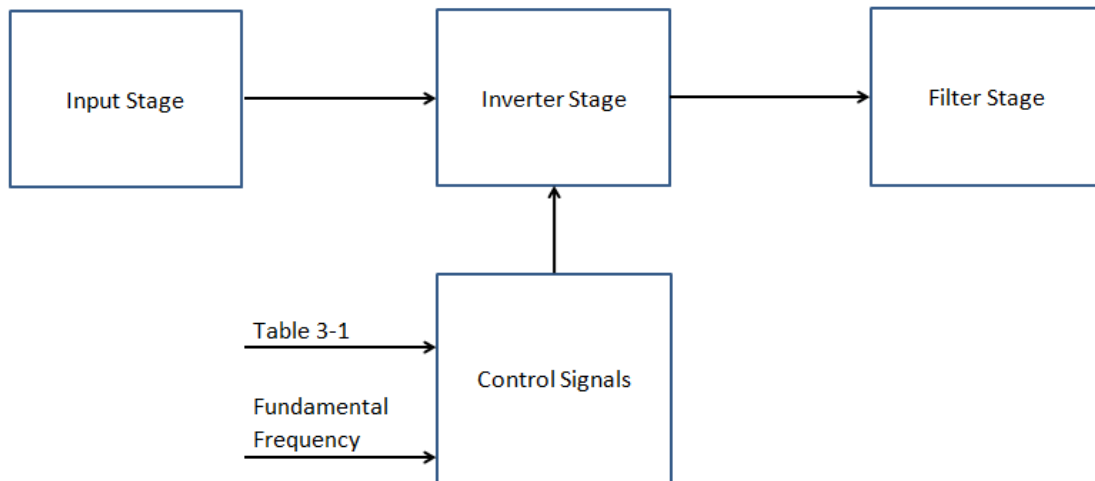 Input Stage
Inverter Stage
Filter Stage
Table 3-1
Control Signals
Fundamental
Frequency